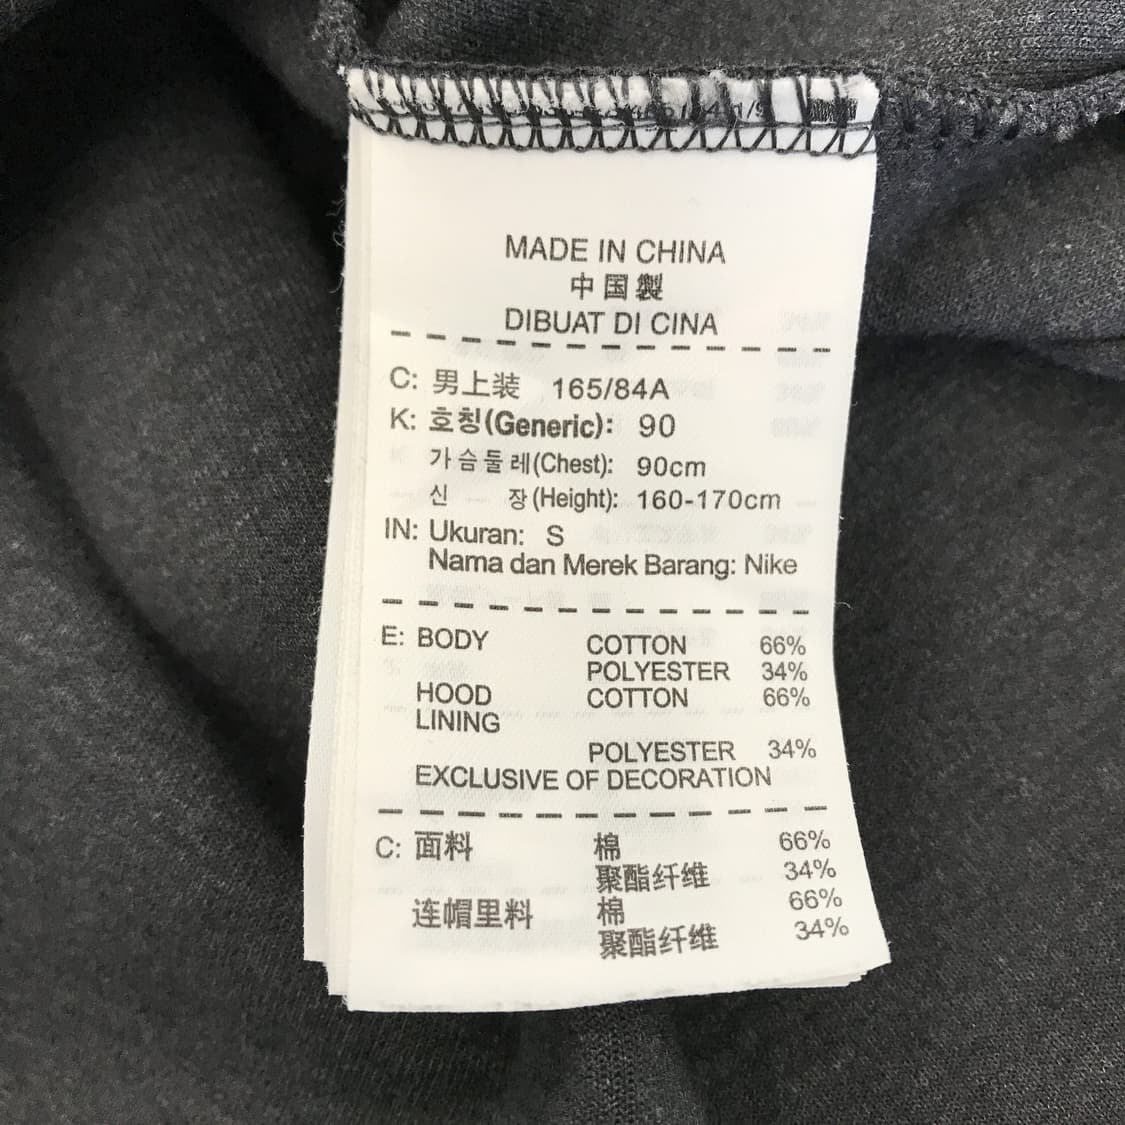 MADE IN CHINA
中国製
DIBUAT DI CINA
C: 男上装 165/84A
K: 호칭(Generic): 90
가슴둘레(Chest): 90cm
신 장(Height): 160-170cm
IN: Ukuran: S
Nama dan Merek Barang: Nike
E: BODY COTTON 66%
POLYESTER 34%
HOOD COTTON 66%
LINING
POLYESTER 34%
EXCLUSIVE OF DECORATION
C: 面料 棉 66%
聚酯纤维 34%
连帽里料 棉 66%
聚酯纤维 34%